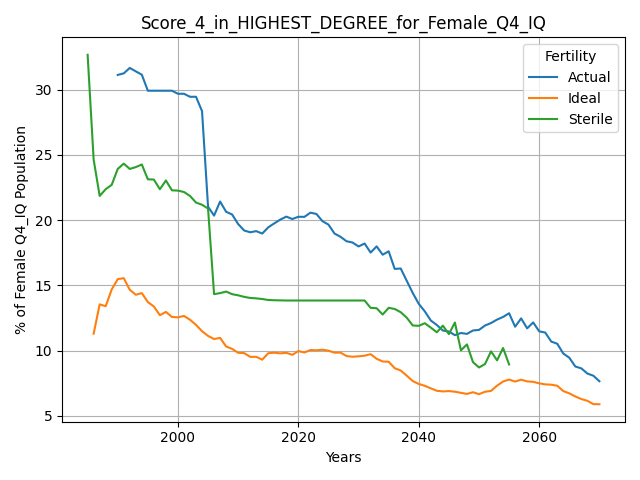 Score_4_in_HIGHEST_DEGREE_for_Female_Q4_IQ
% of Female Q4_IQ Population
30
25
20
15
10
5
Fertility
Actual
Ideal
Sterile
2000
2020
2040
2060
Years